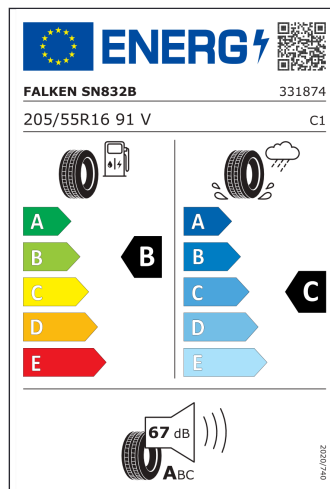 ENERG
FALKEN SN832B 331874
205/55R16 91 V C1
A A
B B B
C C C
D D
E E
67 dB
ABC
2020/740